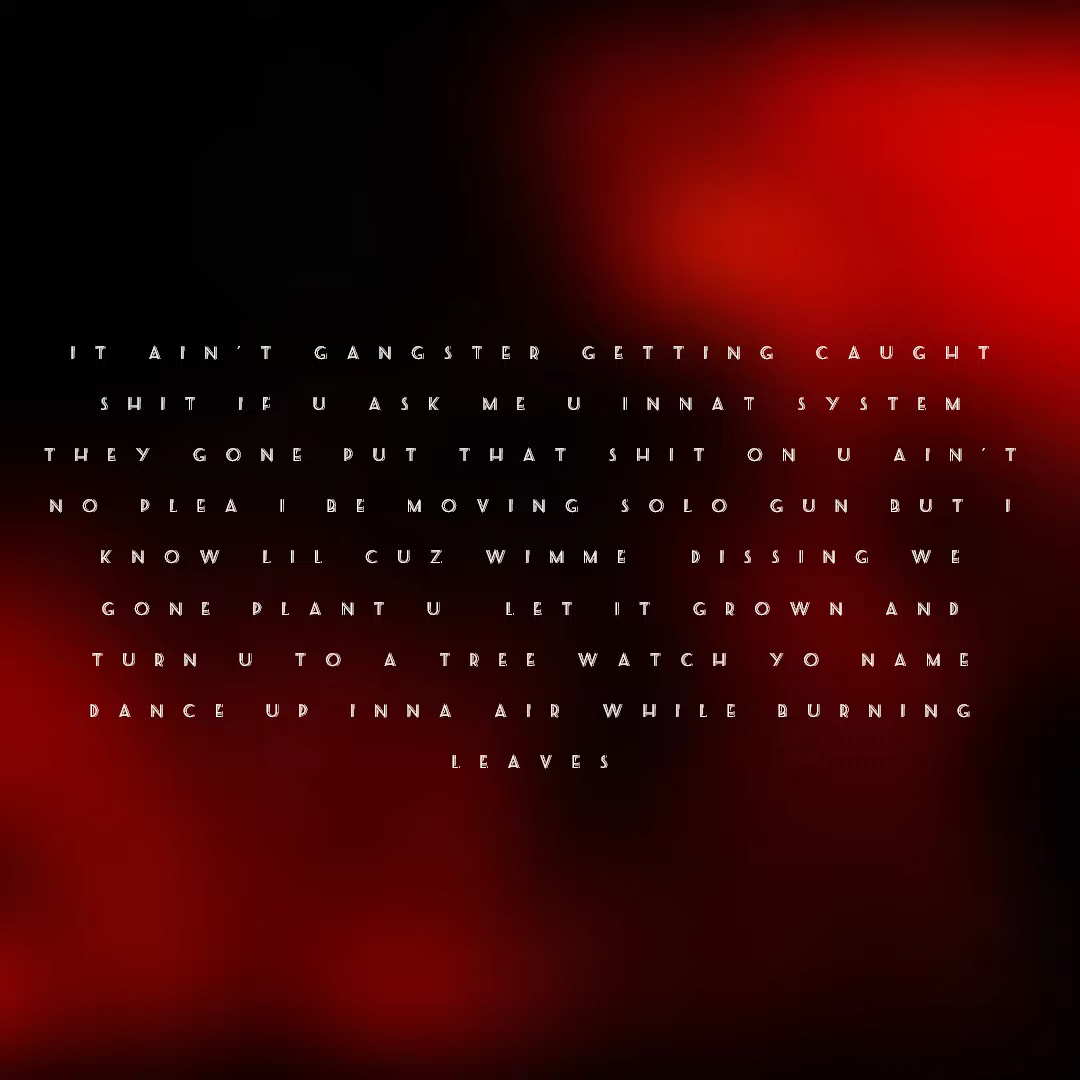 IT AIN'T GANGSTER GETTING CAUGHT
SHIT IF U ASK ME U INNAT SYSTEM
THEY GONE PUT THAT SHIT ON U AIN'T
NO PLEA I BE MOVING SOLO GUN BUT I
KNOW LIL CUZ WIMME DISSING WE
GONE PLANT U LET IT GROWN AND
TURN U TO A TREE WATCH YO NAME
DANCE UP INNA AIR WHILE BURNING
LEAVES